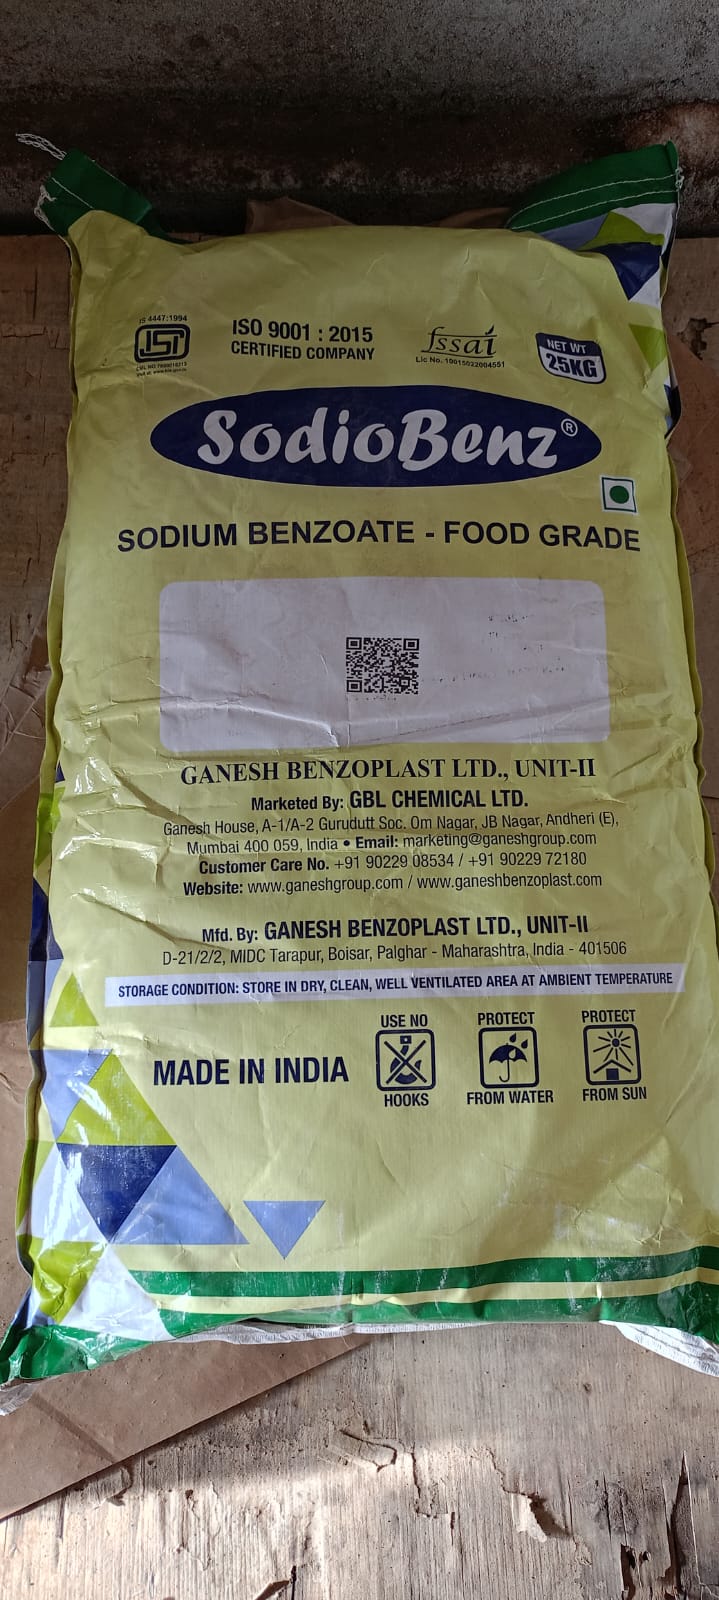 IS 4447:1994
ISI
ISO 9001 : 2015
CERTIFIED COMPANY
fssai
Lic No. 10015022004551
NET WT
25KG
SodioBenz®
SODIUM BENZOATE - FOOD GRADE
GANESH BENZOPLAST LTD., UNIT-II
Marketed By: GBL CHEMICAL LTD.
Ganesh House, A-1/A-2 Gurudutt Soc. Om Nagar, JB Nagar, Andheri (E),
Mumbai 400 059, India • Email: marketing@ganeshgroup.com
Customer Care No. +91 90229 08534 / +91 90229 72180
Website: www.ganeshgroup.com / www.ganeshbenzoplast.com
Mfd. By: GANESH BENZOPLAST LTD., UNIT-II
D-21/2/2, MIDC Tarapur, Boisar, Palghar - Maharashtra, India - 401506
STORAGE CONDITION: STORE IN DRY, CLEAN, WELL VENTILATED AREA AT AMBIENT TEMPERATURE
MADE IN INDIA
USE NO
HOOKS
PROTECT
FROM WATER
PROTECT
FROM SUN